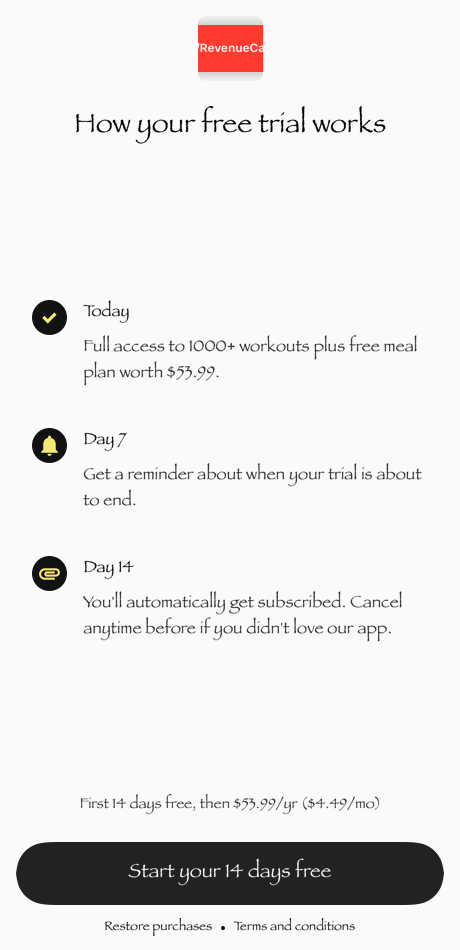 RevenueCa
How your free trial works
Today
Full access to 1000+ workouts plus free meal
plan worth $53.99.
Day 7
Get a reminder about when your trial is about
to end.
Day 14
You'll automatically get subscribed. Cancel
anytime before if you didn't love our app.
First 14 days free, then $53.99/yr ($4.49/mo)
Start your 14 days free
Restore purchases • Terms and conditions